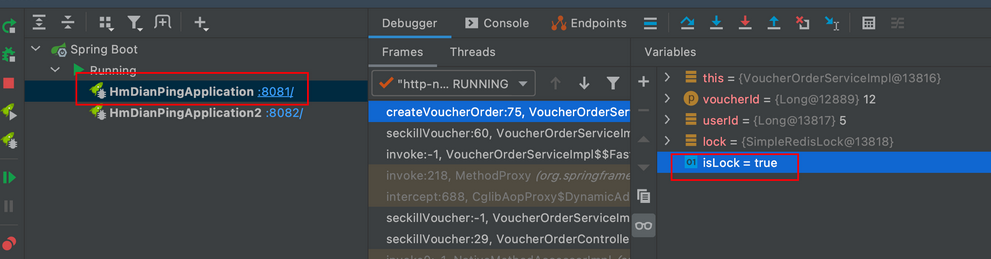 Debugger
Console
Endpoints
Spring Boot
Running
HmDianPingApplication :8081/
HmDianPingApplication2 :8082/
Frames
Threads
"http-n... RUNNING
createVoucherOrder:75, VoucherOrderSer
seckillVoucher:60, VoucherOrderServiceIm
invoke:-1, VoucherOrderServiceImpl$$Fas
invoke:218, MethodProxy (org.springfram
intercept:688, CglibAopProxy$DynamicAd
seckillVoucher:-1, VoucherOrderServiceIm
seckillVoucher:29, VoucherOrderControlle
Variables
this = {VoucherOrderServiceImpl@13816}
p voucherId = {Long@12889} 12
userId = {Long@13817} 5
lock = {SimpleRedisLock@13818}
01 isLock = true